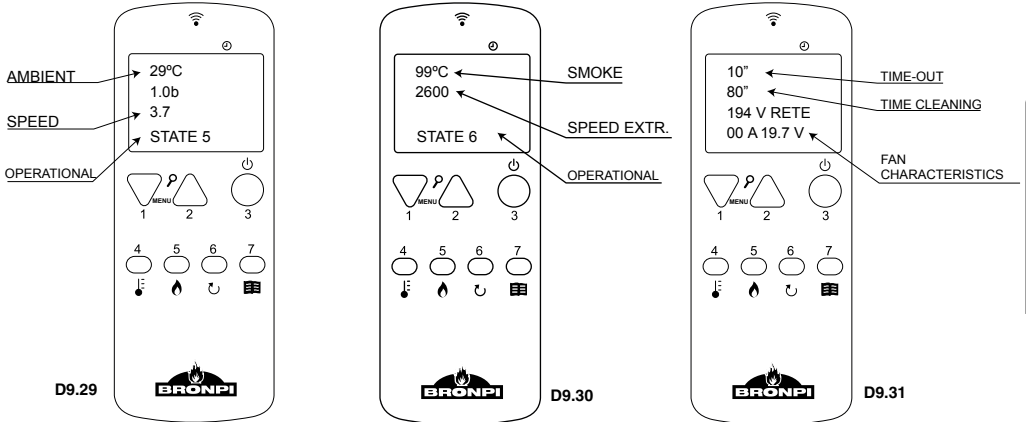 AMBIENT
SPEED
OPERATIONAL
29ºC
1.0b
3.7
STATE 5
MENU
1 2 3
4 5 6 7
BRONPI
D9.29
99ºC
2600
STATE 6
SMOKE
SPEED EXTR.
OPERATIONAL
MENU
1 2 3
4 5 6 7
BRONPI
D9.30
10”
80”
194 V RETE
00 A 19.7 V
TIME-OUT
TIME CLEANING
FAN
CHARACTERISTICS
MENU
1 2 3
4 5 6 7
BRONPI
D9.31